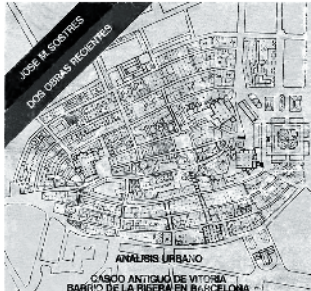 JOSE M. SOSTRES
DOS OBRAS RECIENTES
ANALISIS URBANO
CASCO ANTIGUO DE VITORIA
BARRIO DE LA RIBERA EN BARCELONA